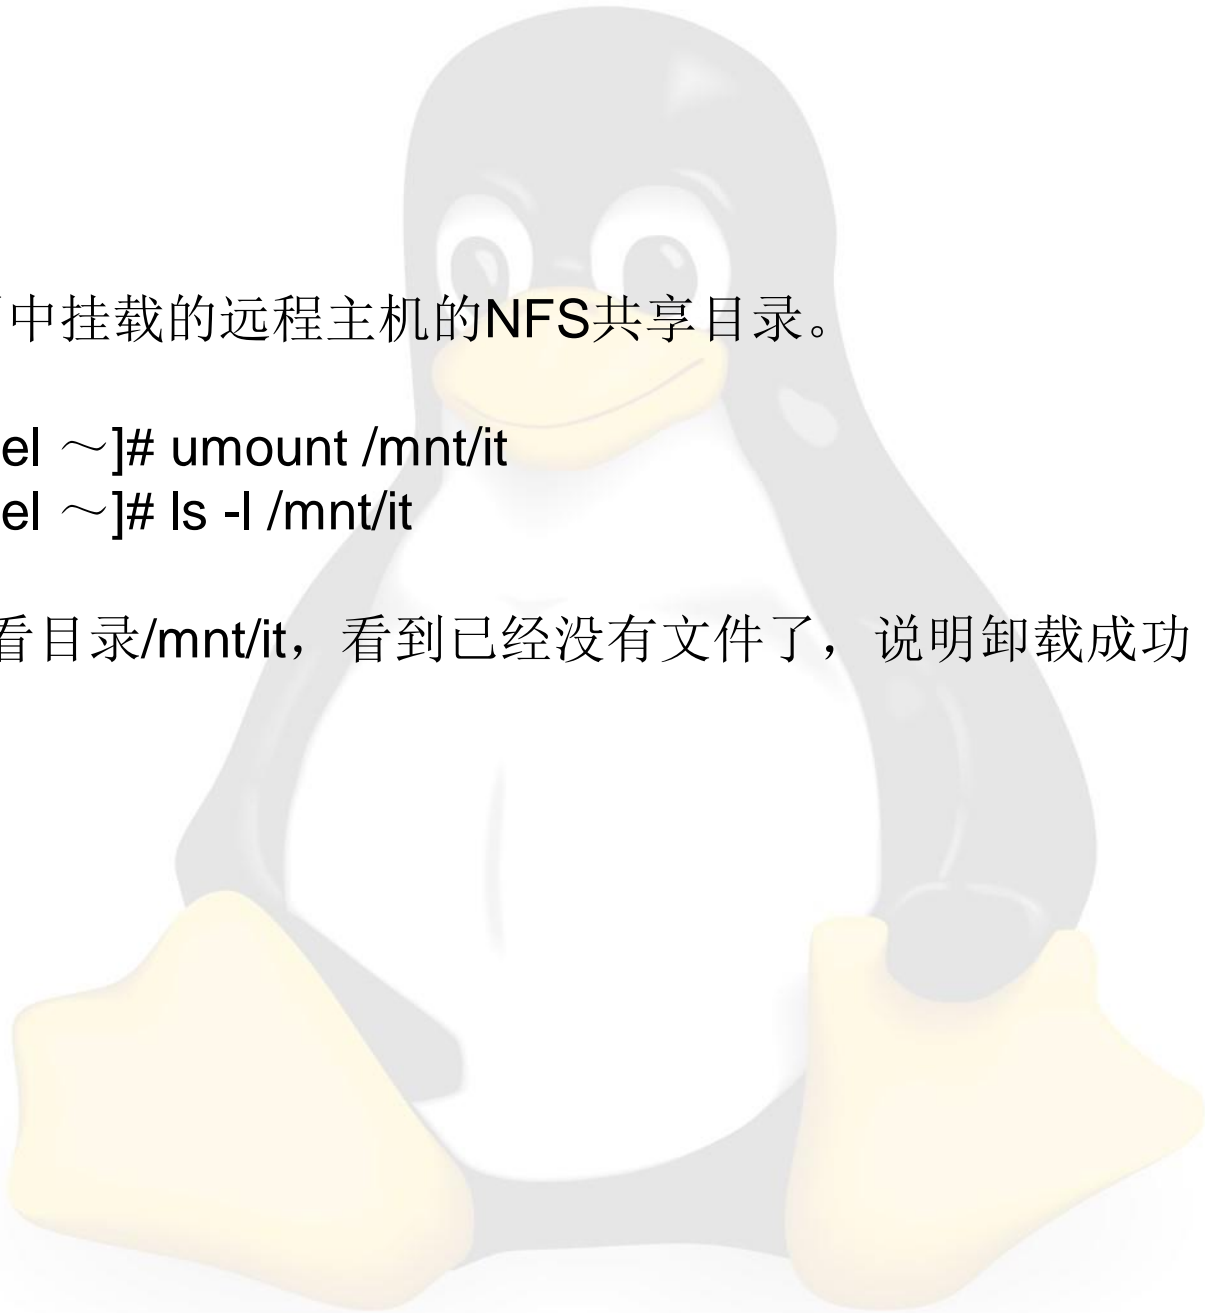 中挂载的远程主机的NFS共享目录。
el ～]# umount /mnt/it
el ～]# ls -l /mnt/it
看目录/mnt/it，看到已经没有文件了，说明卸载成功